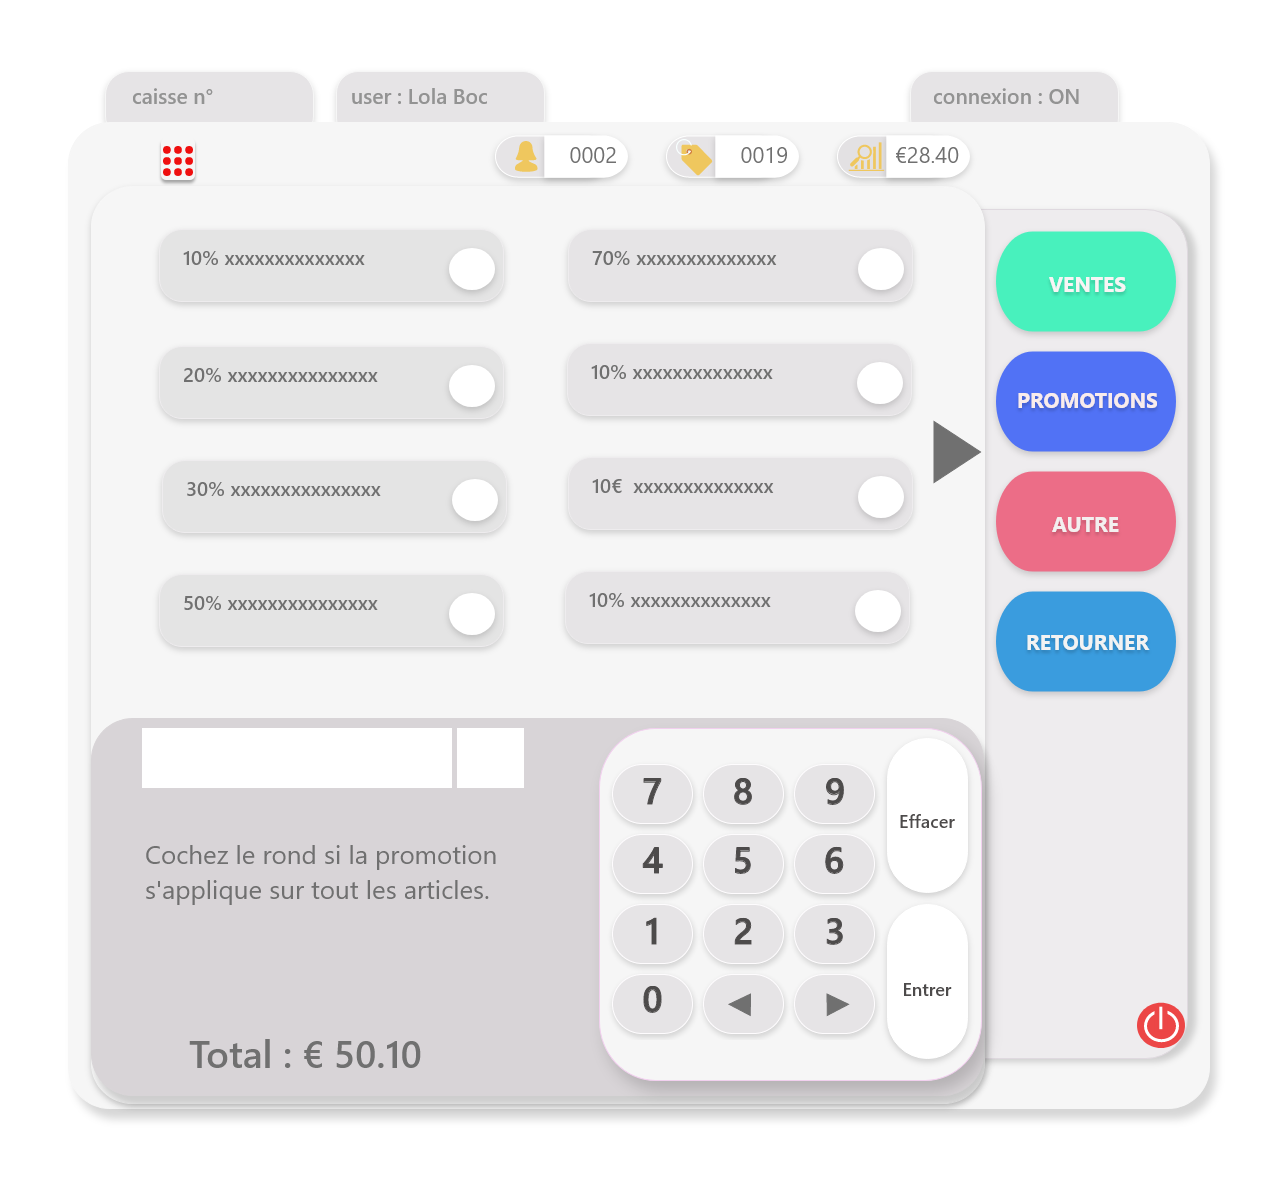 caisse n°
user : Lola Boc
connexion : ON
0002
0019
€28.40
10% xxxxxxxxxxxxxx
70% xxxxxxxxxxxxxx
20% xxxxxxxxxxxxxxx
10% xxxxxxxxxxxxxx
30% xxxxxxxxxxxxxxx
10€  xxxxxxxxxxxxxx
50% xxxxxxxxxxxxxxx
10% xxxxxxxxxxxxxx
VENTES
PROMOTIONS
AUTRE
RETOURNER
Cochez le rond si la promotion
s'applique sur tout les articles.
Total : € 50.10
7 8 9
4 5 6
1 2 3
0
Effacer
Entrer